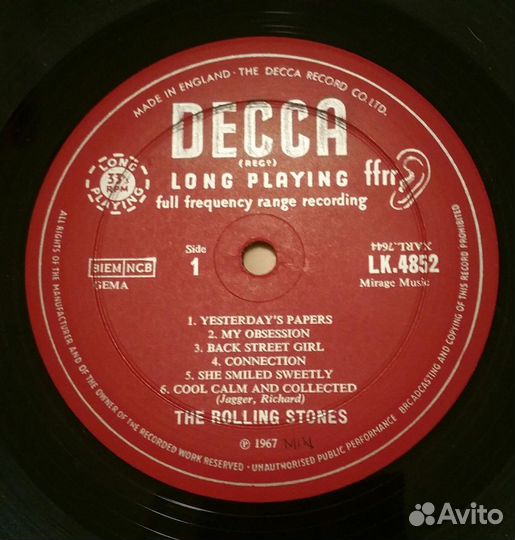 MADE IN ENGLAND · THE DECCA RECORD CO. LTD.
DECCA
(REGᴰ)
LONG PLAYING
33⅓
RPM
LONG PLAYING
ffrr
full frequency range recording
Side
1
BIEM NCB
GEMA
XARL.7644
LK.4852
Mirage Music
1. YESTERDAY'S PAPERS
2. MY OBSESSION
3. BACK STREET GIRL
4. CONNECTION
5. SHE SMILED SWEETLY
6. COOL CALM AND COLLECTED
(Jagger, Richard)
THE ROLLING STONES
℗ 1967
ALL RIGHTS OF THE MANUFACTURER AND OF THE OWNER OF THE RECORDED WORK RESERVED · UNAUTHORISED PUBLIC PERFORMANCE BROADCASTING AND COPYING OF THIS RECORD PROHIBITED
Avito